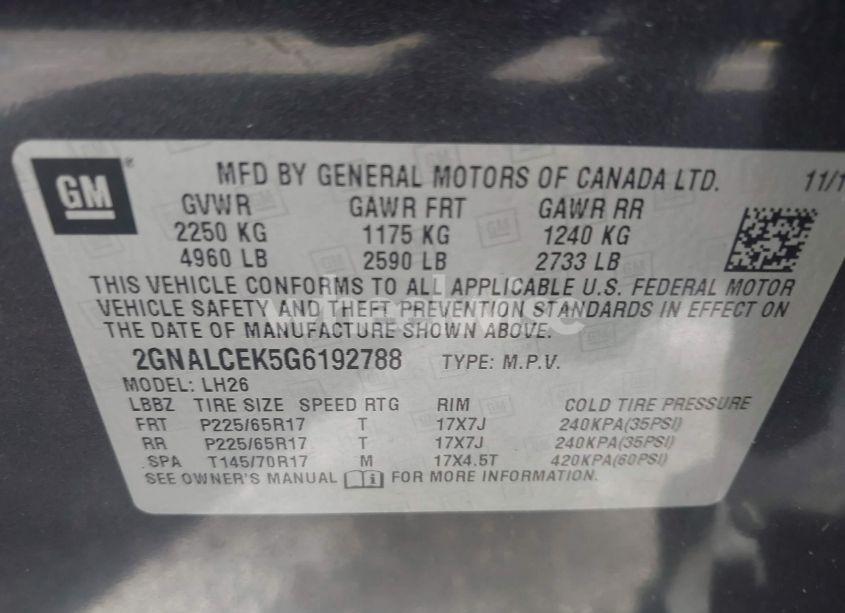 GM
MFD BY GENERAL MOTORS OF CANADA LTD. 11/1
GVWR GAWR FRT GAWR RR
2250 KG 1175 KG 1240 KG
4960 LB 2590 LB 2733 LB
THIS VEHICLE CONFORMS TO ALL APPLICABLE U.S. FEDERAL MOTOR
VEHICLE SAFETY AND THEFT PREVENTION STANDARDS IN EFFECT ON
THE DATE OF MANUFACTURE SHOWN ABOVE.
2GNALCEK5G6192788 TYPE: M.P.V.
MODEL: LH26
LBBZ TIRE SIZE SPEED RTG RIM COLD TIRE PRESSURE
FRT P225/65R17 T 17X7J 240KPA(35PSI)
RR P225/65R17 T 17X7J 240KPA(35PSI)
SPA T145/70R17 M 17X4.5T 420KPA(60PSI)
SEE OWNER'S MANUAL FOR MORE INFORMATION.